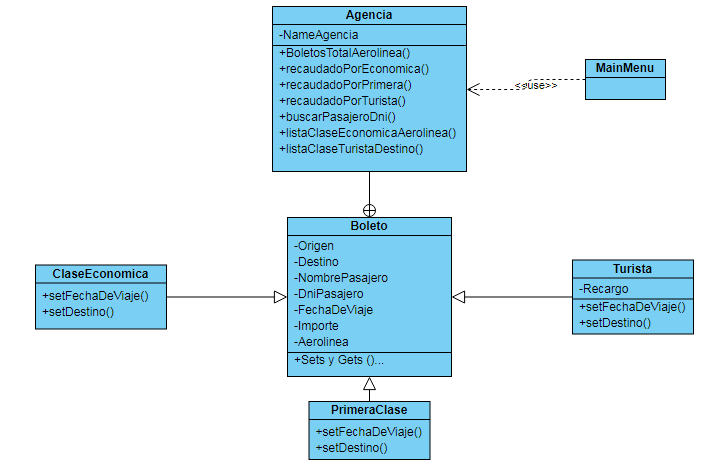 Agencia
-NameAgencia
+BoletosTotalAerolinea()
+recaudadoPorEconomica()
+recaudadoPorPrimera()
+recaudadoPorTurista()
+buscarPasajeroDni()
+listaClaseEconomicaAerolinea()
+listaClaseTuristaDestino()
MainMenu
<<use>>
Boleto
-Origen
-Destino
-NombrePasajero
-DniPasajero
-FechaDeViaje
-Importe
-Aerolinea
+Sets y Gets ()...
ClaseEconomica
+setFechaDeViaje()
+setDestino()
Turista
-Recargo
+setFechaDeViaje()
+setDestino()
PrimeraClase
+setFechaDeViaje()
+setDestino()